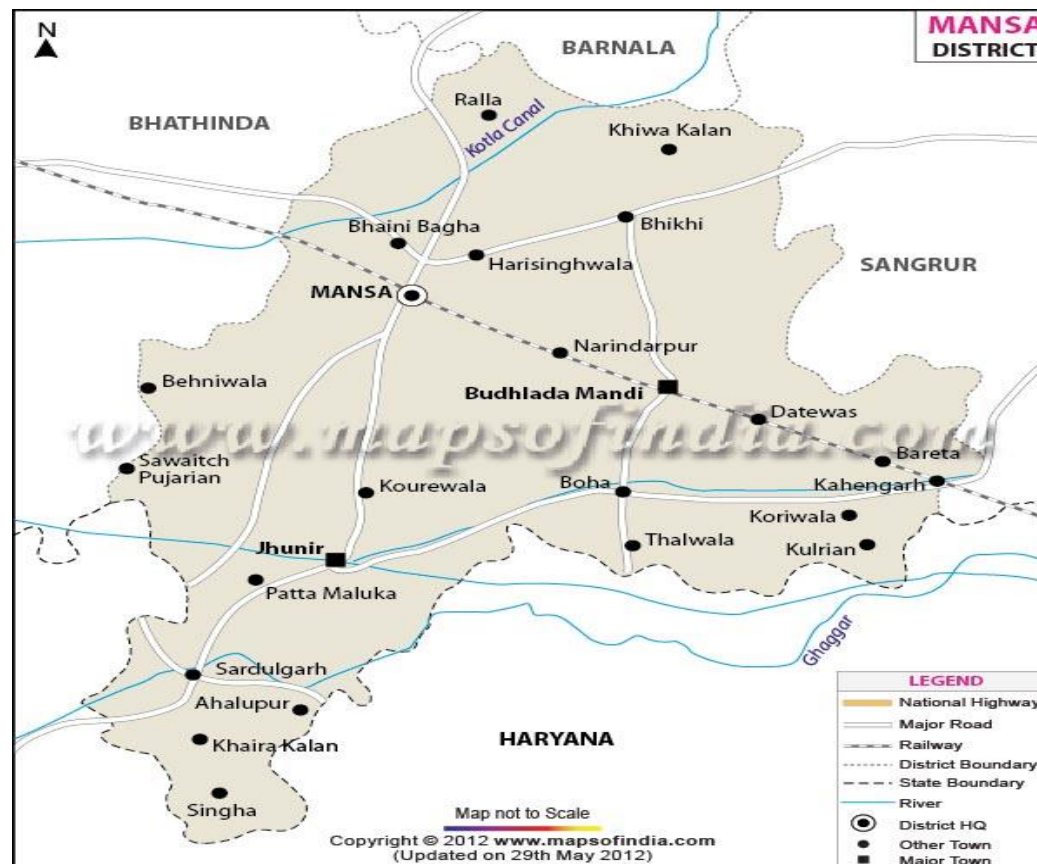 N
MANSA
DISTRICT
BARNALA
BHATHINDA
Ralla
Kotla Canal
Khiwa Kalan
Bhaini Bagha
Bhikhi
Harisinghwala
SANGRUR
MANSA
Narindarpur
Behniwala
Budhlada Mandi
Datewas
www.mapsofindia.com
Sawaitch
Pujarian
Bareta
Kourewala
Boha
Kahengarh
Koriwala
Jhunir
Thalwala
Kulrian
Patta Maluka
Ghaggar
Sardulgarh
Ahalupur
Khaira Kalan
HARYANA
Singha
LEGEND
National Highway
Major Road
Railway
District Boundary
State Boundary
River
District HQ
Other Town
Major Town
Map not to Scale
Copyright © 2012 www.mapsofindia.com
(Updated on 29th May 2012)